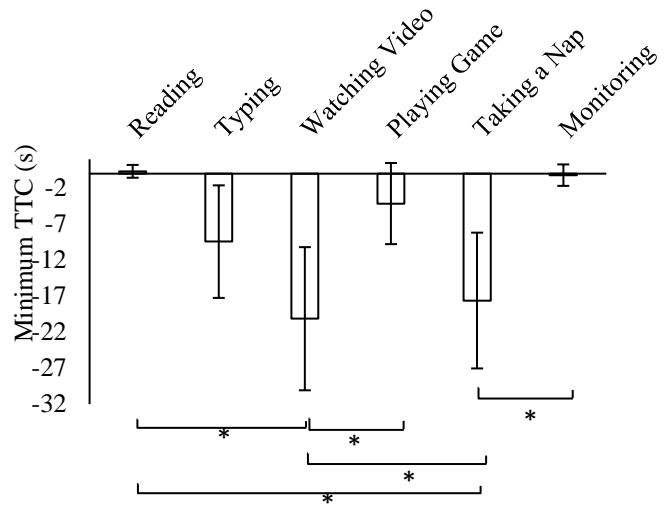 Reading
Typing
Watching Video
Playing Game
Taking a Nap
Monitoring
Minimum TTC (s)
-2
-7
-12
-17
-22
-27
-32
*
*
*
*
*